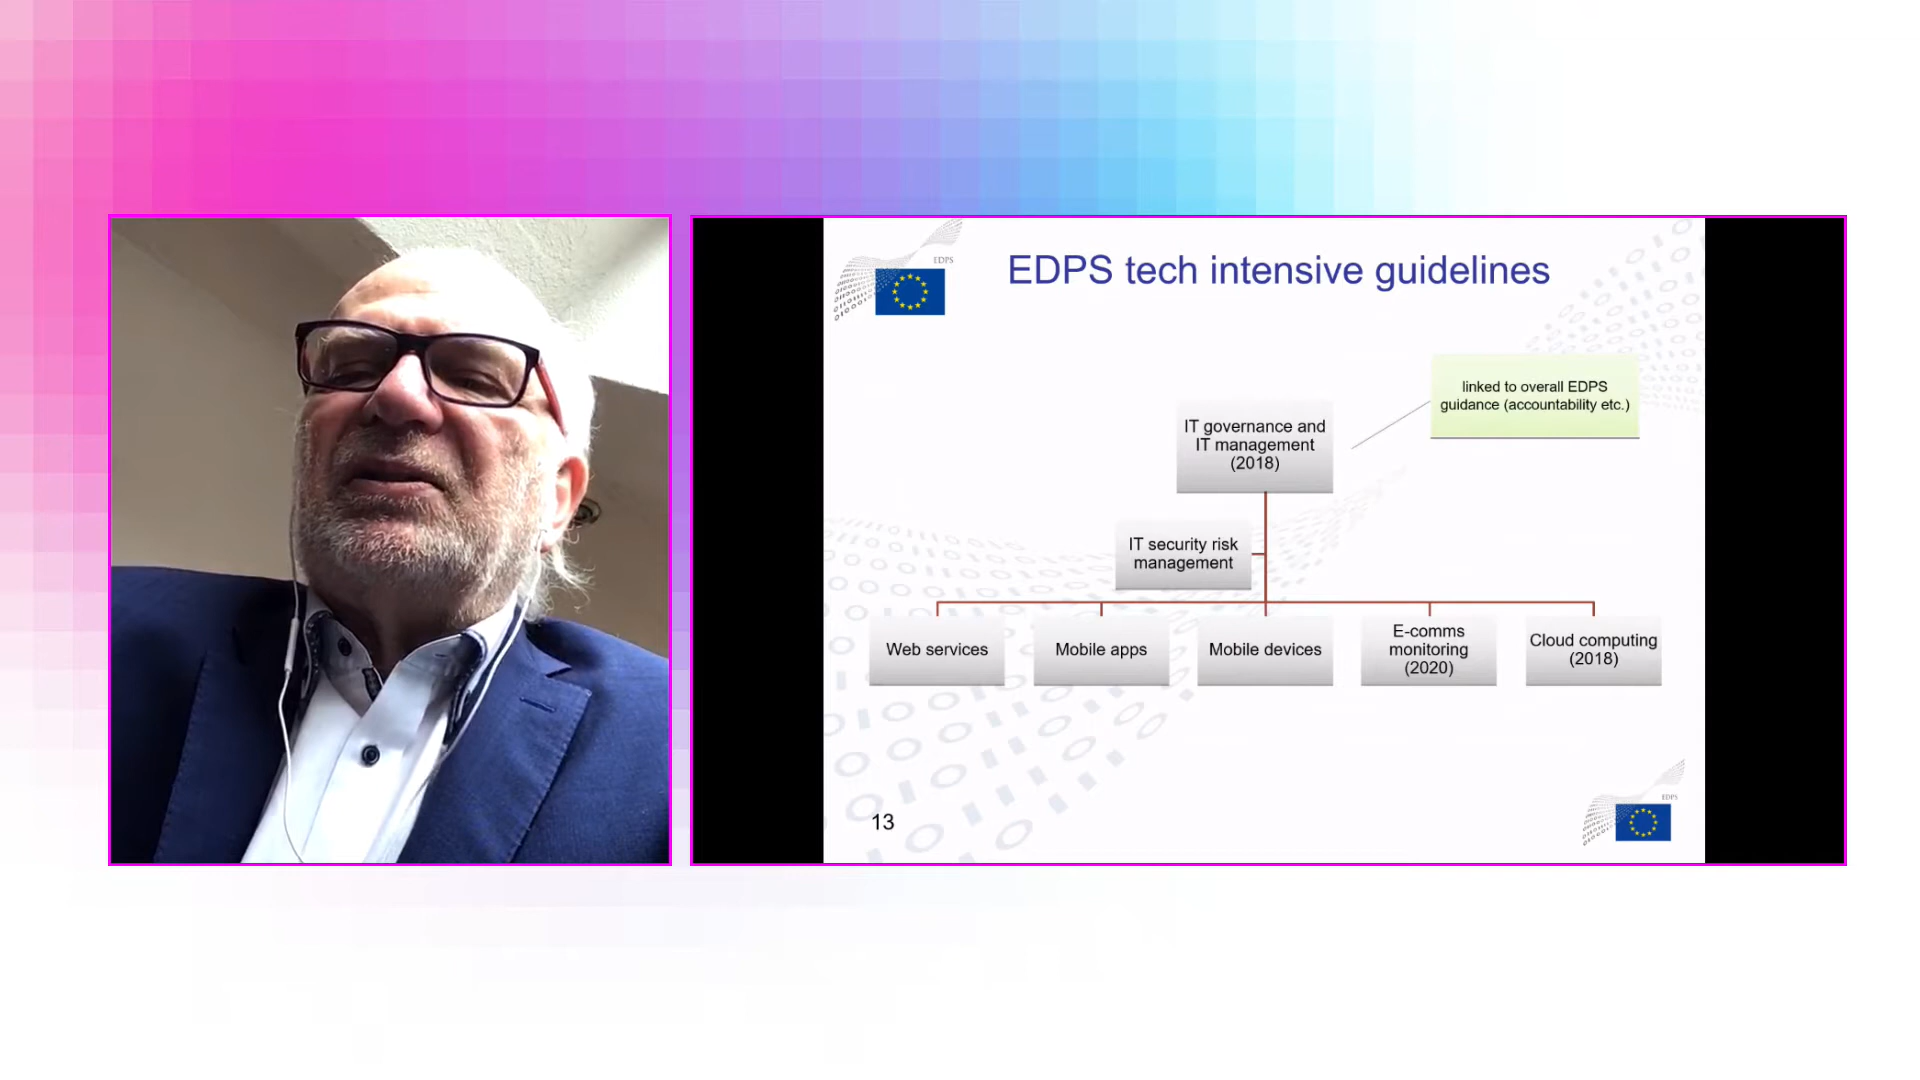 EDPS
EDPS tech intensive guidelines
linked to overall EDPS
guidance (accountability etc.)
IT governance and
IT management
(2018)
IT security risk
management
Web services
Mobile apps
Mobile devices
E-comms
monitoring
(2020)
Cloud computing
(2018)
13
EDPS